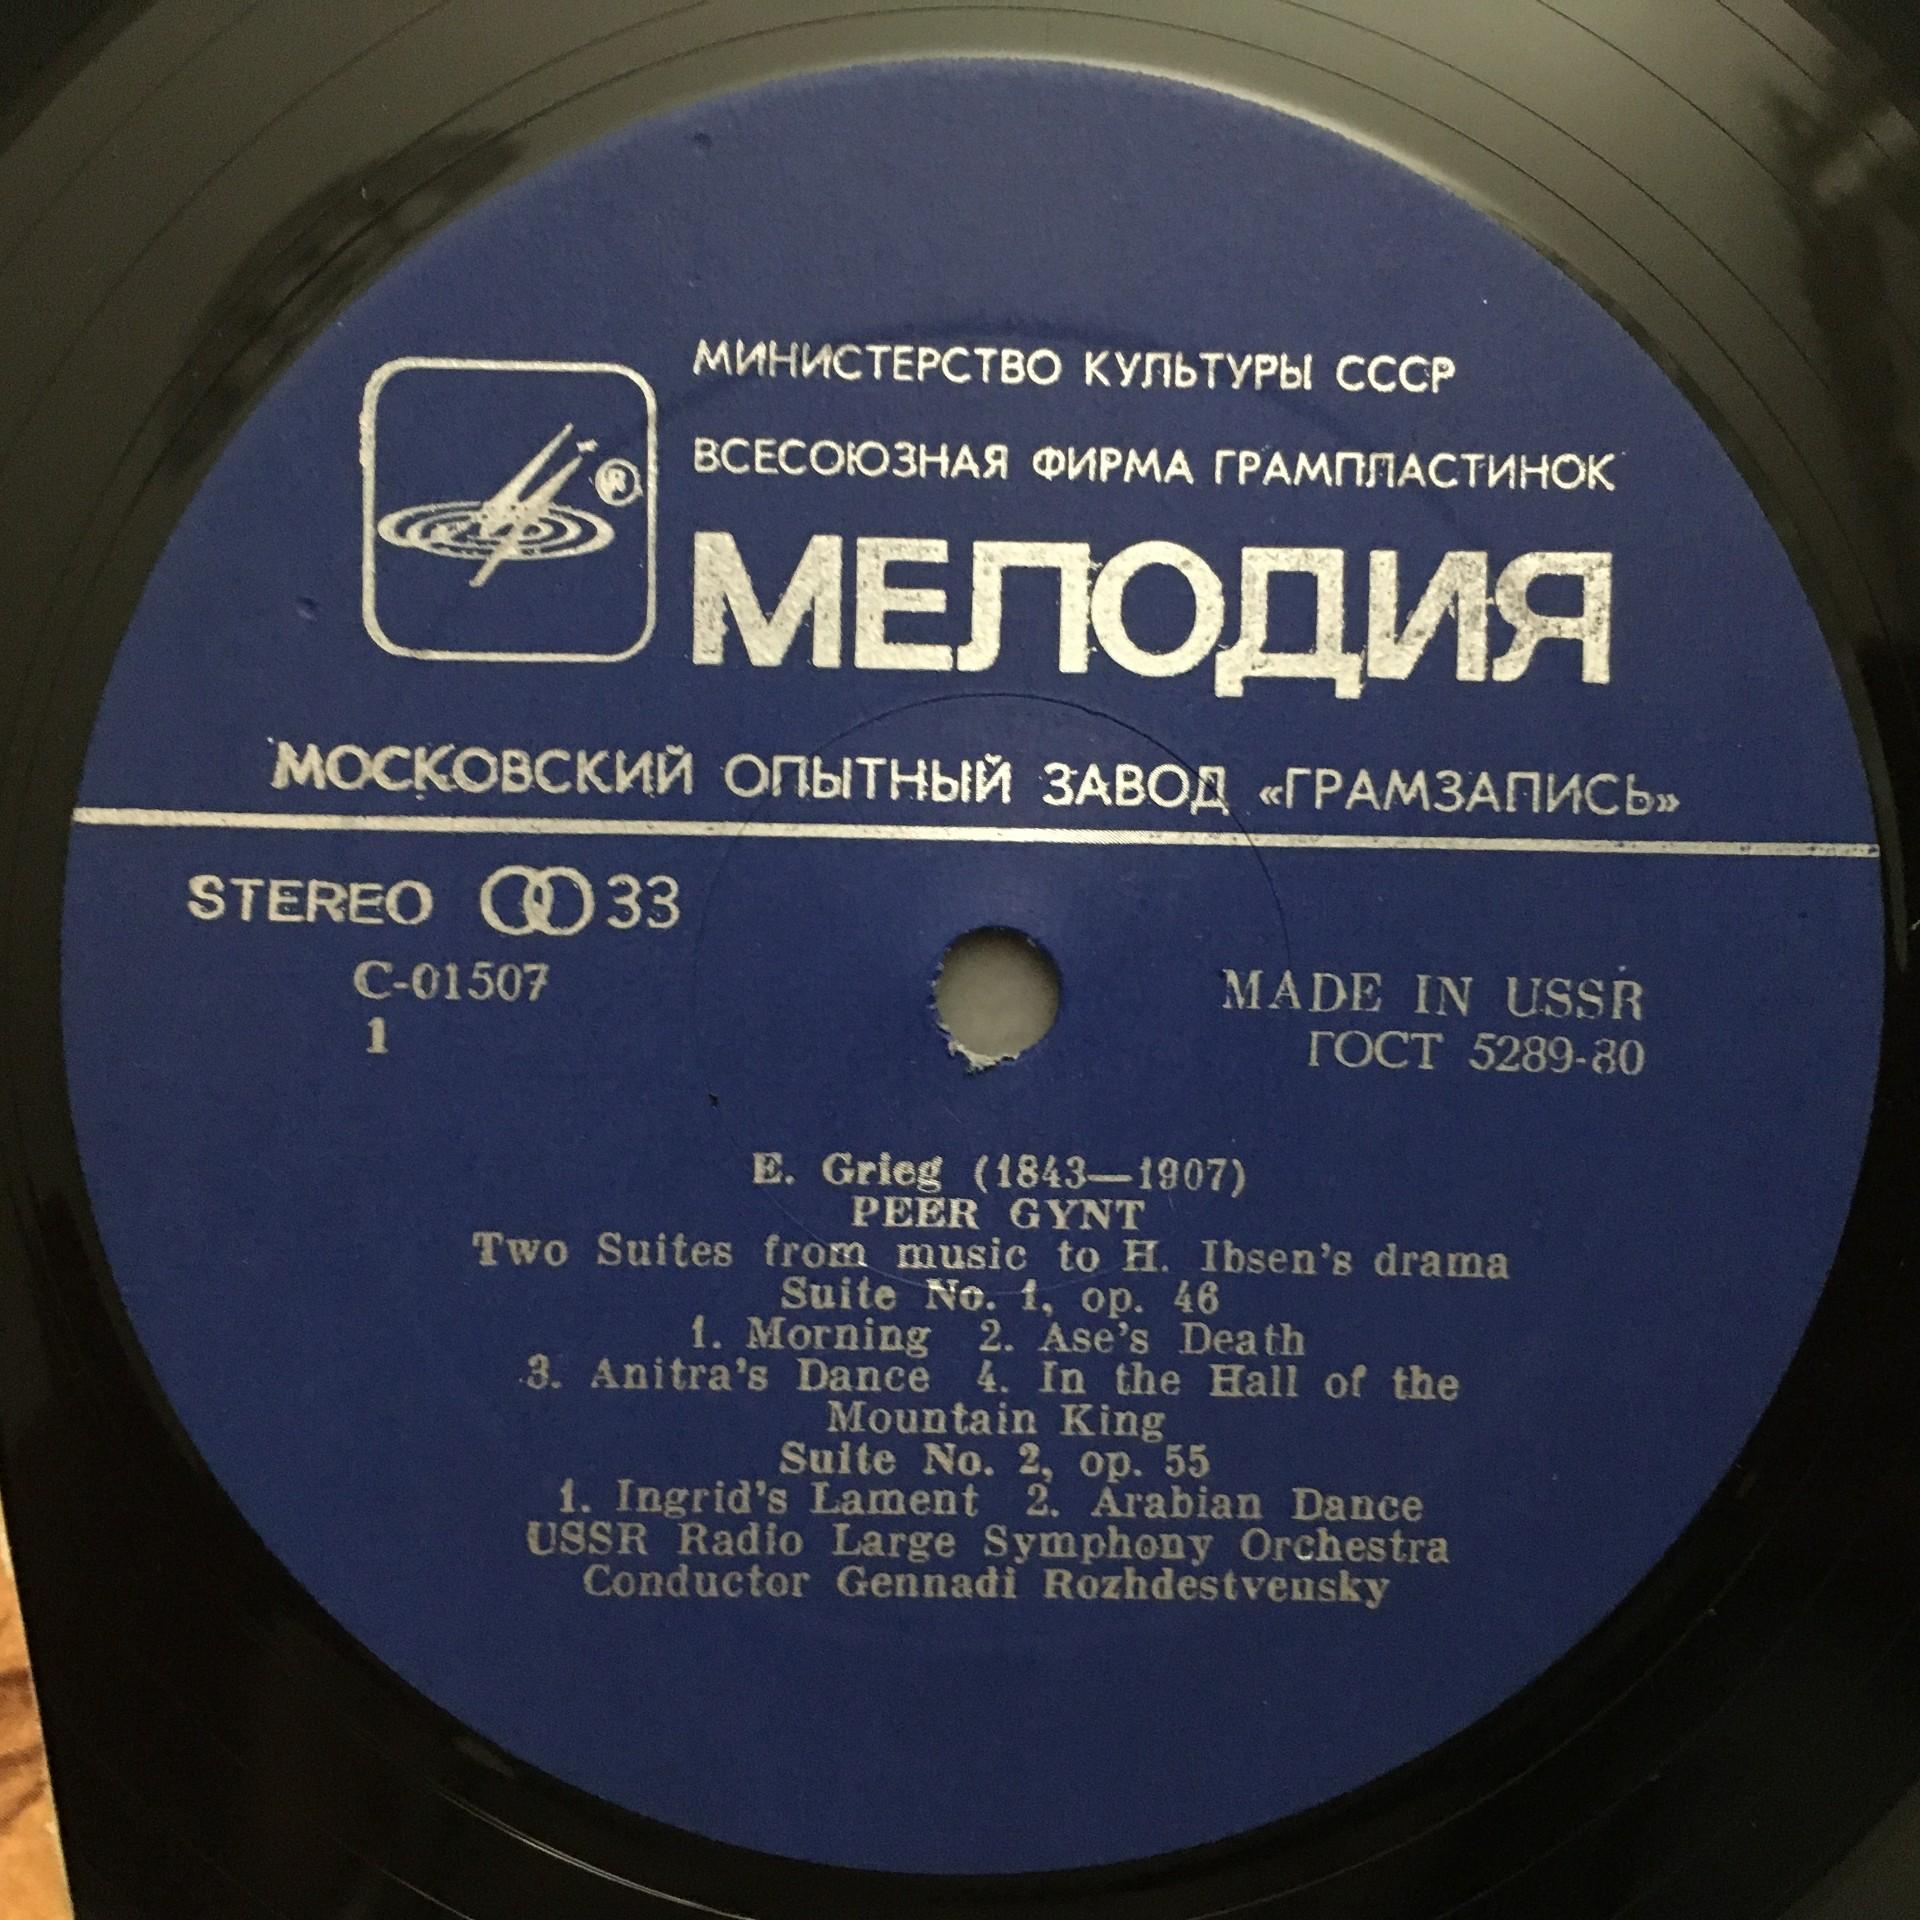 МИНИСТЕРСТВО КУЛЬТУРЫ СССР
ВСЕСОЮЗНАЯ ФИРМА ГРАМПЛАСТИНОК
®
МЕЛОДИЯ
МОСКОВСКИЙ ОПЫТНЫЙ ЗАВОД «ГРАМЗАПИСЬ»
STEREO 33
С-01507
1
MADE IN USSR
ГОСТ 5289-80
E. Grieg (1843—1907)
PEER GYNT
Two Suites from music to H. Ibsen's drama
Suite No. 1, op. 46
1. Morning 2. Ase's Death
3. Anitra's Dance 4. In the Hall of the
Mountain King
Suite No. 2, op. 55
1. Ingrid's Lament 2. Arabian Dance
USSR Radio Large Symphony Orchestra
Conductor Gennadi Rozhdestvensky